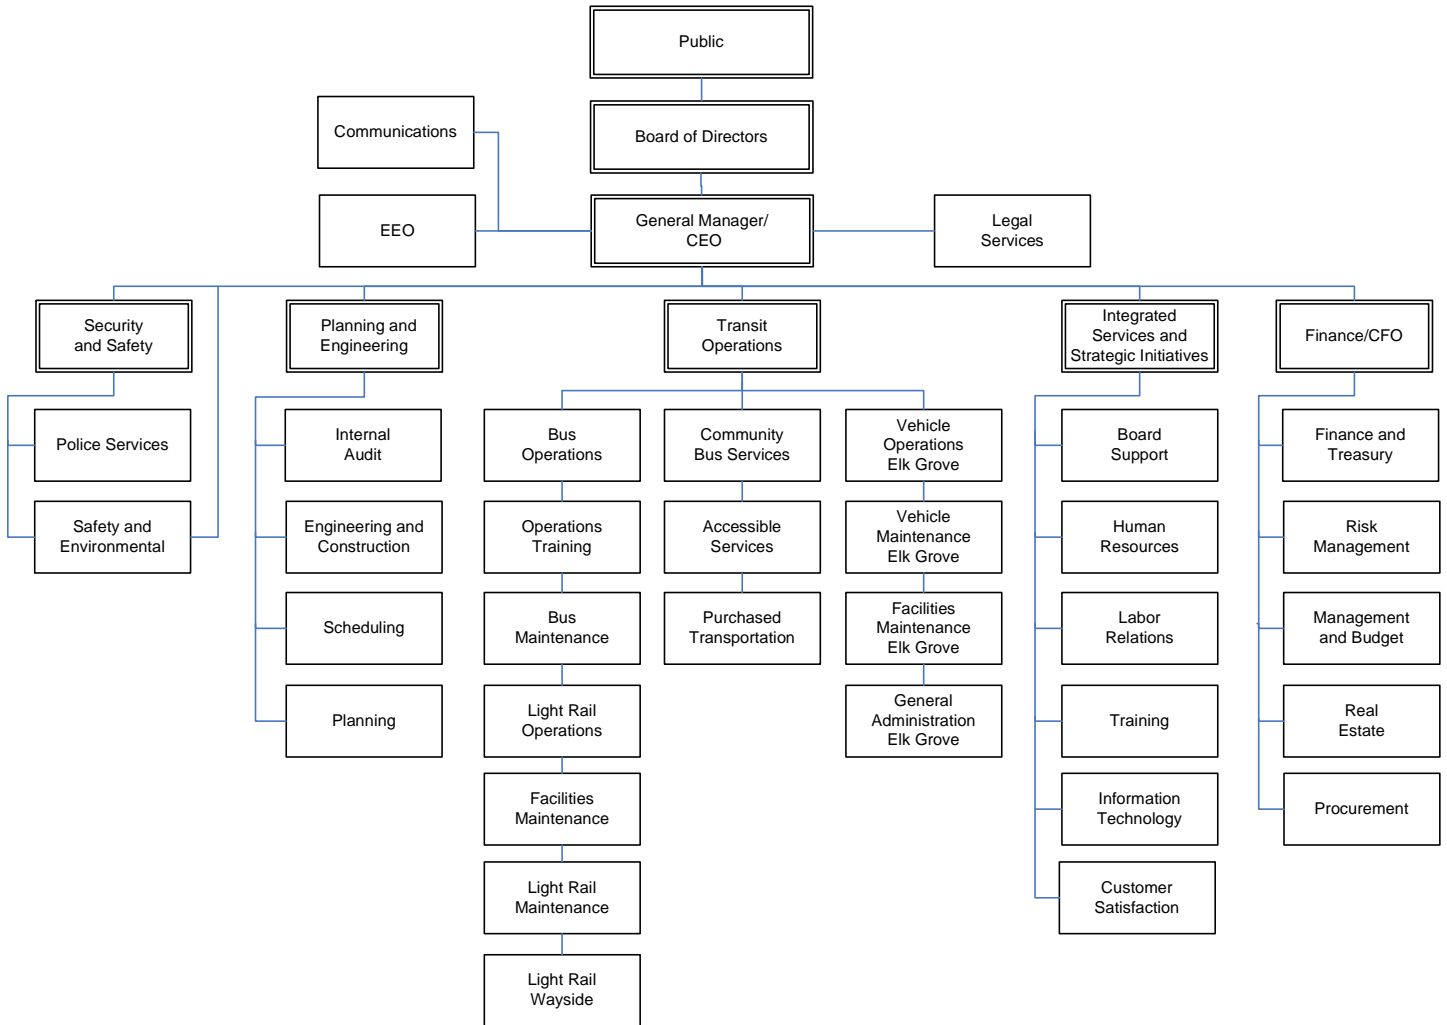 Public
Communications
Board of Directors
EEO
General Manager/
CEO
Legal
Services
Security
and Safety
Planning and
Engineering
Transit
Operations
Integrated
Services and
Strategic Initiatives
Finance/CFO
Police Services
Internal
Audit
Bus
Operations
Community
Bus Services
Vehicle
Operations
Elk Grove
Board
Support
Finance and
Treasury
Safety and
Environmental
Engineering and
Construction
Operations
Training
Accessible
Services
Vehicle
Maintenance
Elk Grove
Human
Resources
Risk
Management
Scheduling
Bus
Maintenance
Purchased
Transportation
Facilities
Maintenance
Elk Grove
Labor
Relations
Management
and Budget
Planning
Light Rail
Operations
General
Administration
Elk Grove
Training
Real
Estate
Facilities
Maintenance
Information
Technology
Procurement
Light Rail
Maintenance
Customer
Satisfaction
Light Rail
Wayside